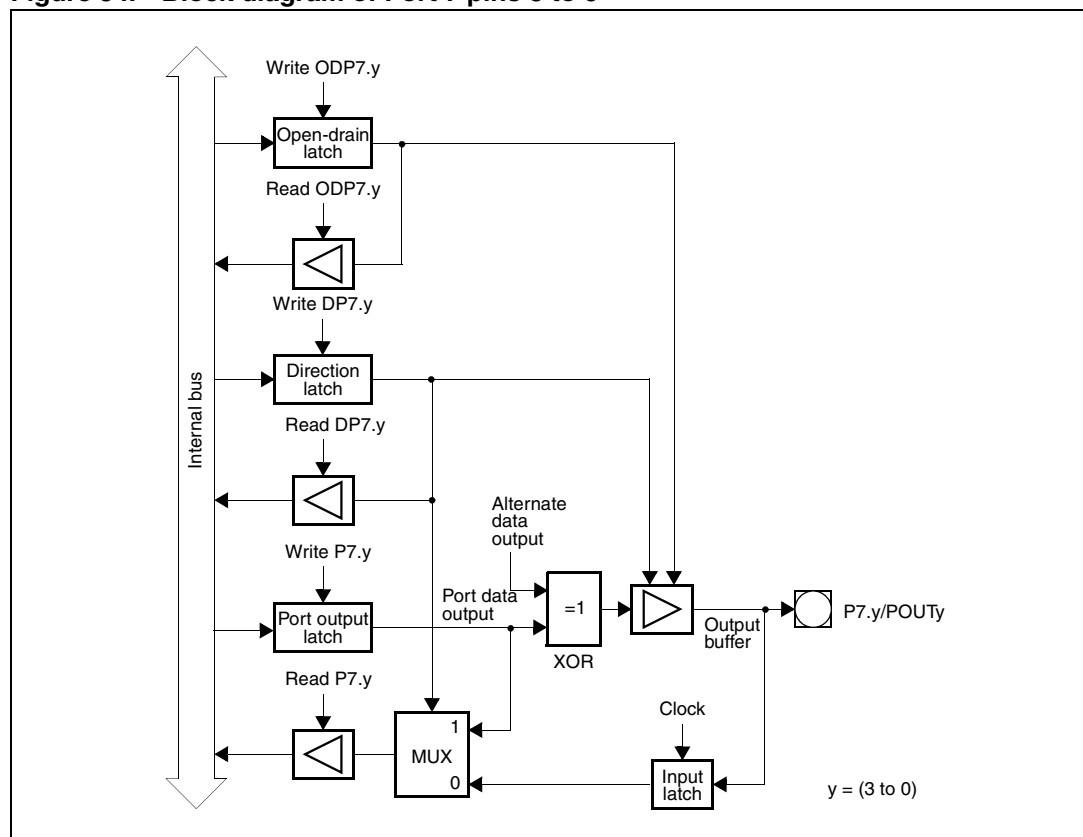 Figure Block diagram of Port 7 pins 3 to 0
Write ODP7.y
Open-drain
latch
Read ODP7.y
Write DP7.y
Direction
latch
Internal bus
Read DP7.y
Alternate
data
output
Write P7.y
Port data
output
=1
XOR
Port output
latch
Output
buffer
P7.y/POUTy
Read P7.y
Clock
1
MUX
0
Input
latch
y = (3 to 0)